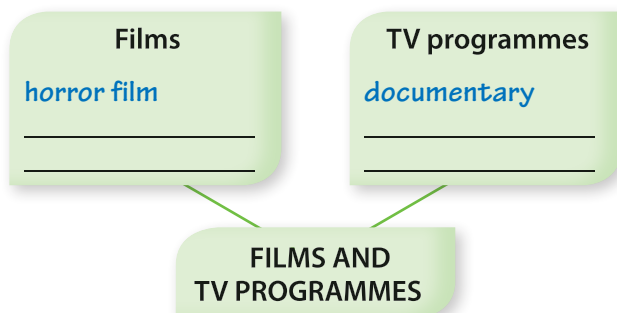 Films
horror film
TV programmes
documentary
FILMS AND
TV PROGRAMMES